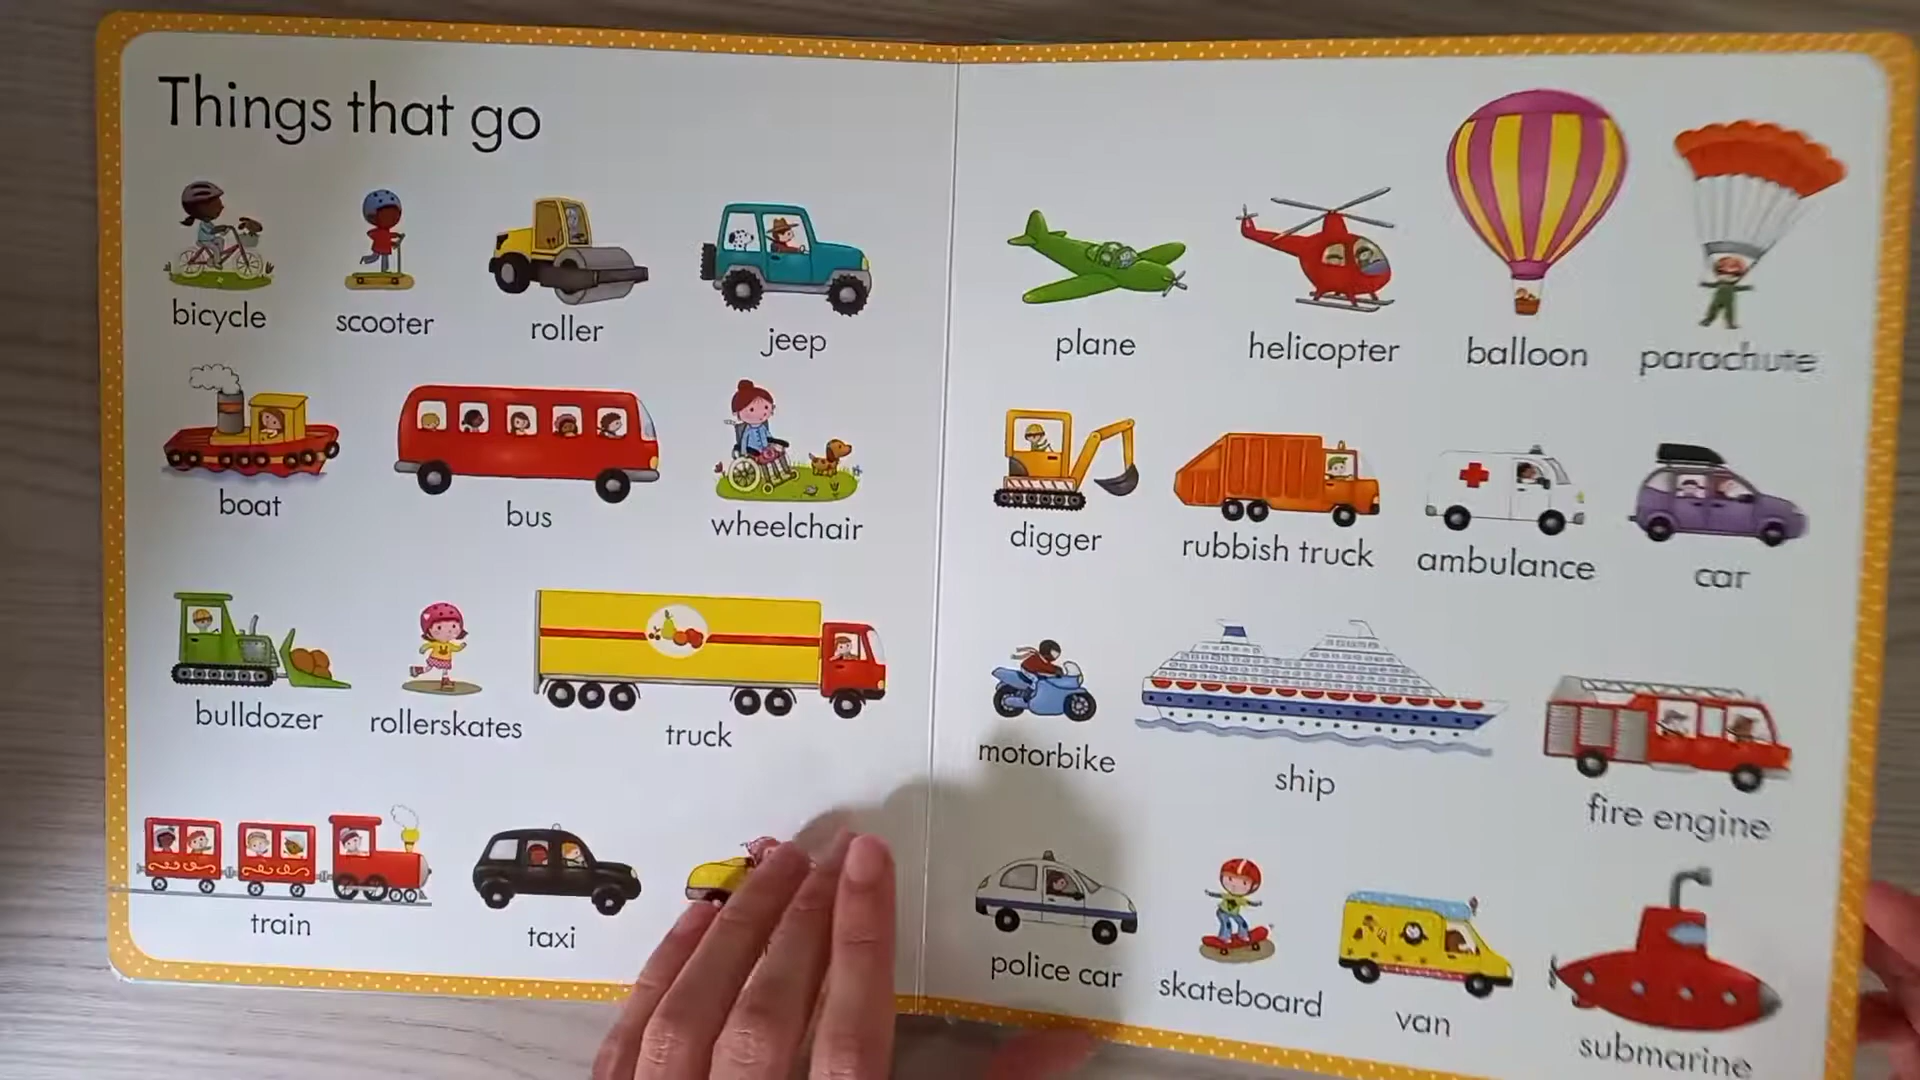 Things that go
bicycle
scooter
roller
jeep
boat
bus
wheelchair
bulldozer
rollerskates
truck
train
taxi
plane
helicopter
balloon
parachute
digger
rubbish truck
ambulance
car
motorbike
ship
fire engine
police car
skateboard
van
submarine